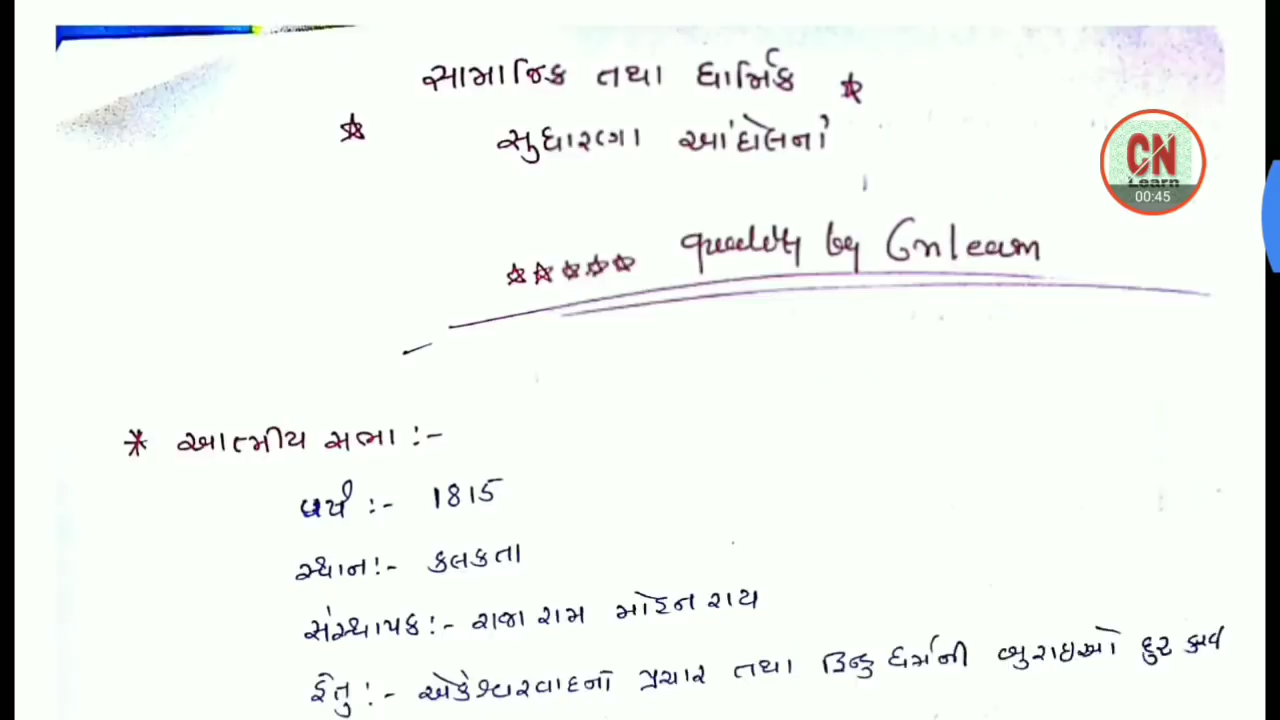 સામાજિક તથા ધાર્મિક
સુધારણા આંદોલનો
CN
Learn
00:45
quality by Cnlearn
* આત્મીય સભા :-
વર્ષ :- 1815
સ્થાન :- કલકતા
સંસ્થાપક :- રાજા રામ મોહન રાય
હેતુ :- એકેશ્વરવાદનો પ્રચાર તથા હિન્દુ ધર્મની બુરાઇઓ દુર